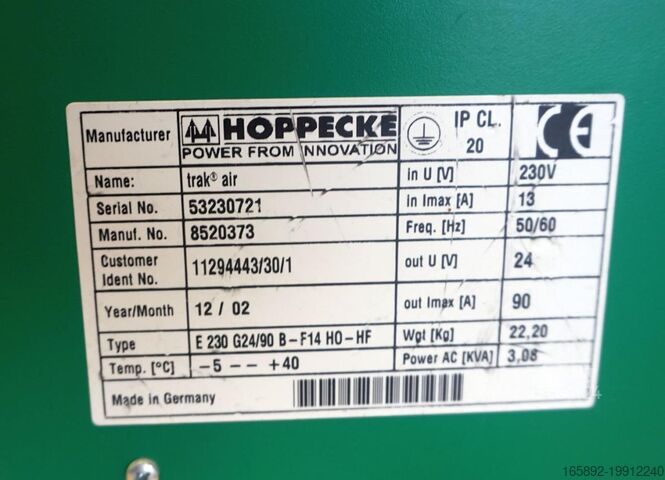 Manufacturer HOPPECKE IP CL. CE
POWER FROM INNOVATION 20
Name: trak® air in U [V] 230V
Serial No. 53230721 in Imax [A] 13
Manuf. No. 8520373 Freq. [Hz] 50/60
Customer Ident No. 11294443/30/1 out U [V] 24
Year/Month 12 / 02 out Imax [A] 90
Type E 230 G24/90 B-F14 HO-HF Wgt [Kg] 22,20
Temp. [°C] -5 -- +40 Power AC [KVA] 3,08
Made in Germany
165892-19912240